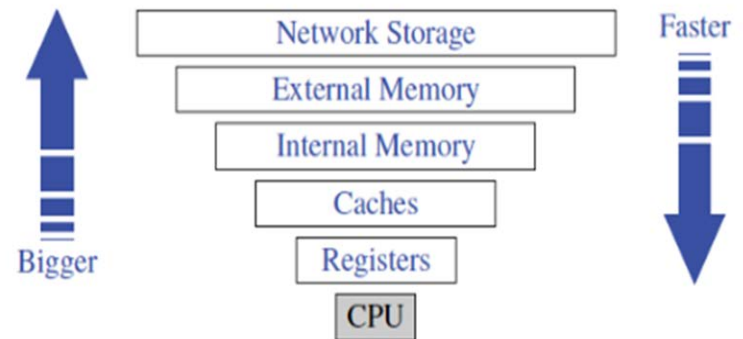 Network Storage
Faster
External Memory
Internal Memory
Caches
Bigger
Registers
CPU